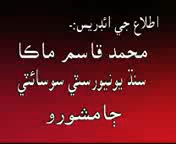 اطلاع جي ائڊريس:-
محمد قاسم ماڪا
سنڌ يونيورسٽي سوسائٽي
ڄامشورو